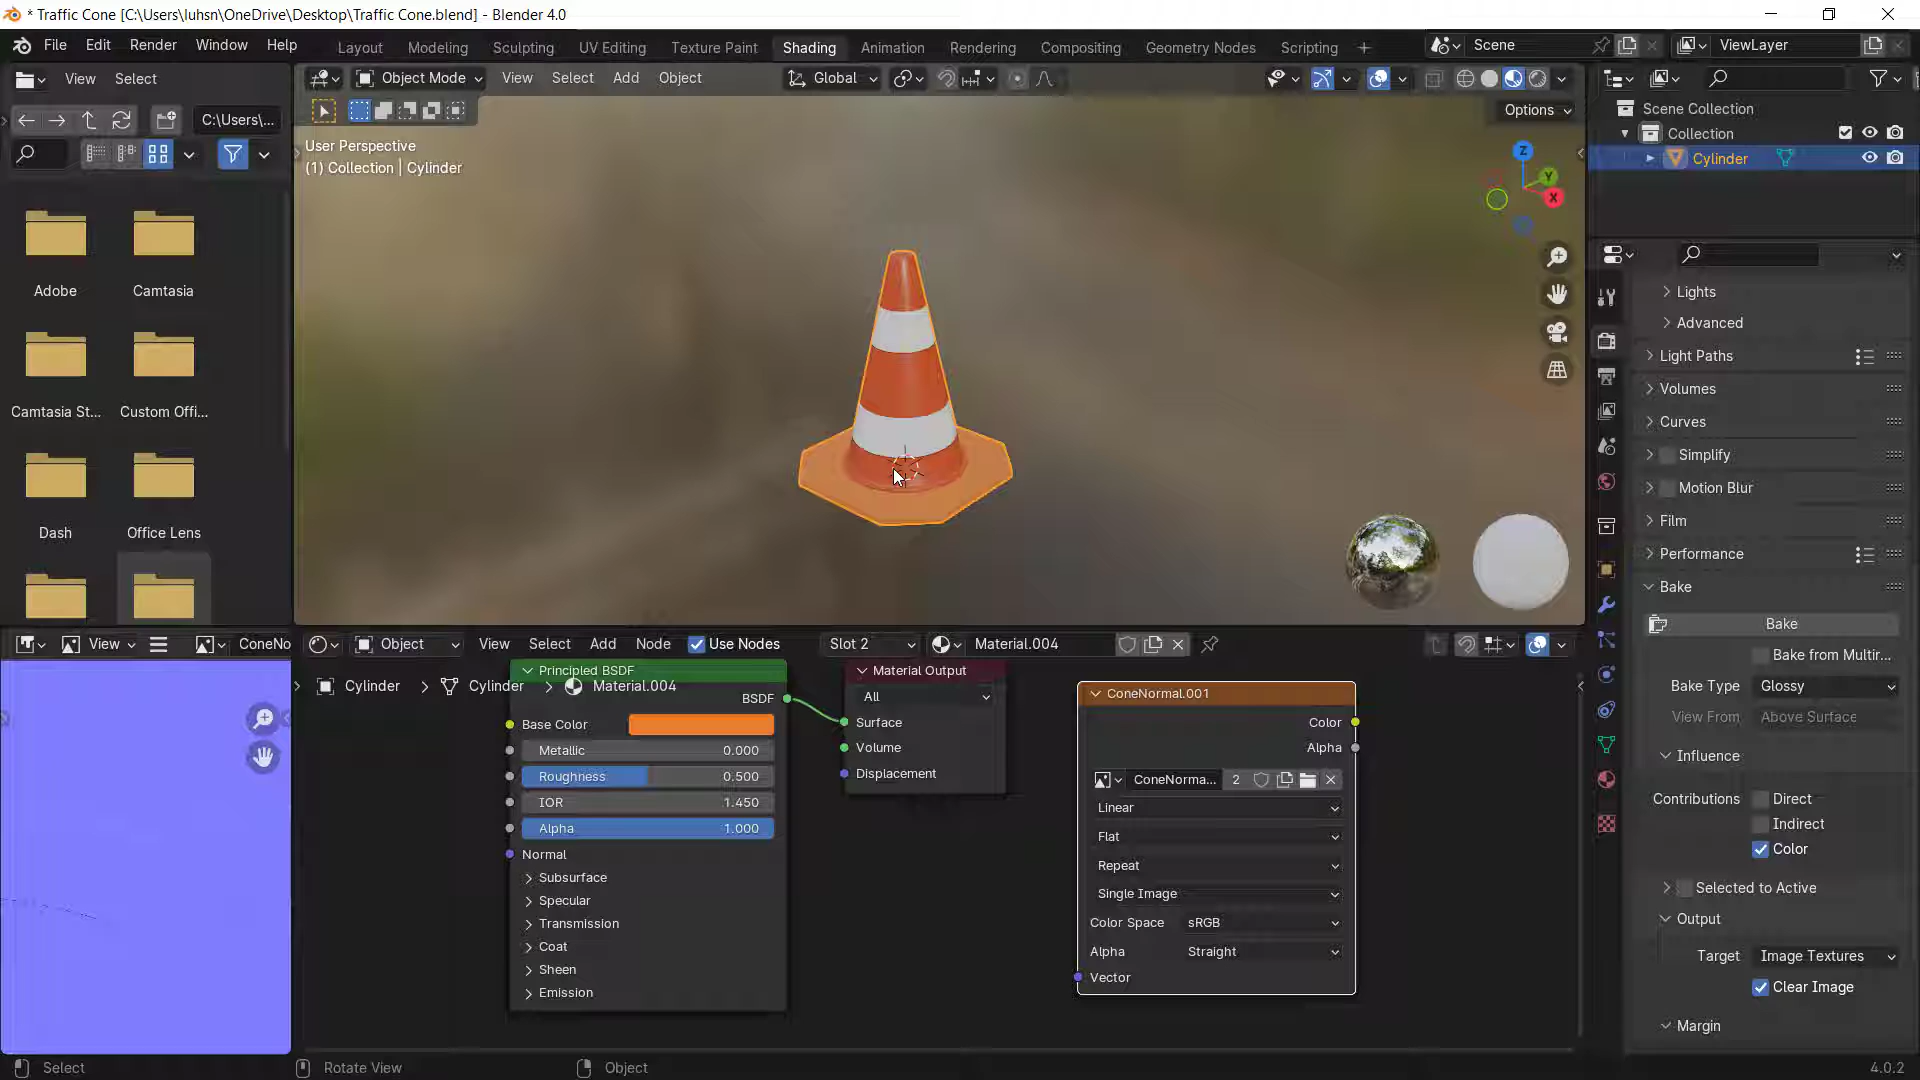 * Traffic Cone [C:\Users\luhsn\OneDrive\Desktop\Traffic Cone.blend] - Blender 4.0
File Edit Render Window Help
Layout Modeling Sculpting UV Editing Texture Paint Shading Animation Rendering Compositing Geometry Nodes Scripting
Scene
ViewLayer
View Select
Object Mode View Select Add Object
Global
C:\Users\...
Options
User Perspective
(1) Collection | Cylinder
Z
Y
X
Scene Collection
Collection
Cylinder
Adobe
Camtasia
Camtasia St...
Custom Offi...
Dash
Office Lens
Lights
Advanced
Light Paths
Volumes
Curves
Simplify
Motion Blur
Film
Performance
Bake
Bake
Bake from Multir...
Bake Type Glossy
View From Above Surface
Influence
Contributions Direct
Indirect
Color
Selected to Active
Output
Target Image Textures
Clear Image
Margin
View
ConeNo
Object View Select Add Node Use Nodes
Slot 2
Material.004
Cylinder > Cylinder > Material.004
Principled BSDF
BSDF
Base Color
Metallic 0.000
Roughness 0.500
IOR 1.450
Alpha 1.000
Normal
Subsurface
Specular
Transmission
Coat
Sheen
Emission
Material Output
All
Surface
Volume
Displacement
ConeNormal.001
Color
Alpha
ConeNorma... 2
Linear
Flat
Repeat
Single Image
Color Space sRGB
Alpha Straight
Vector
Select
Rotate View
Object
4.0.2